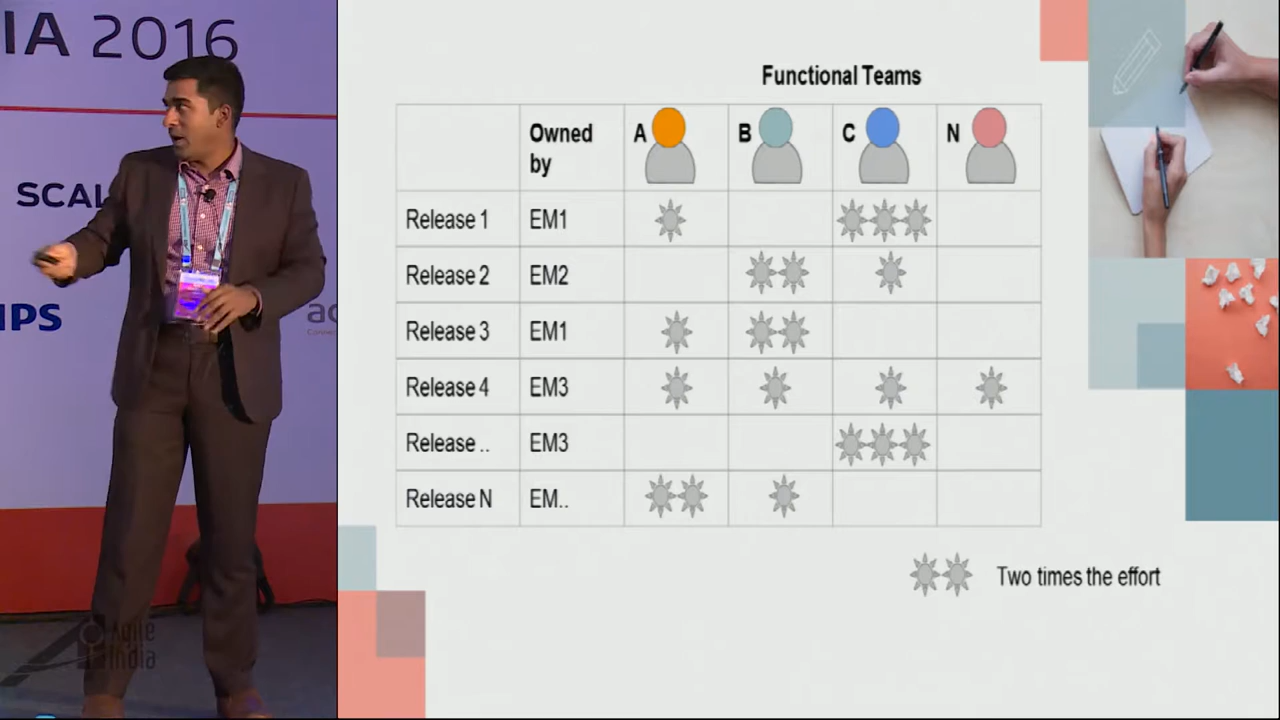 IA 2016
SCAL
IPS
Agile
India
Functional Teams
Owned by
A
B
C
N
Release 1
EM1
Release 2
EM2
Release 3
EM1
Release 4
EM3
Release ..
EM3
Release N
EM..
Two times the effort